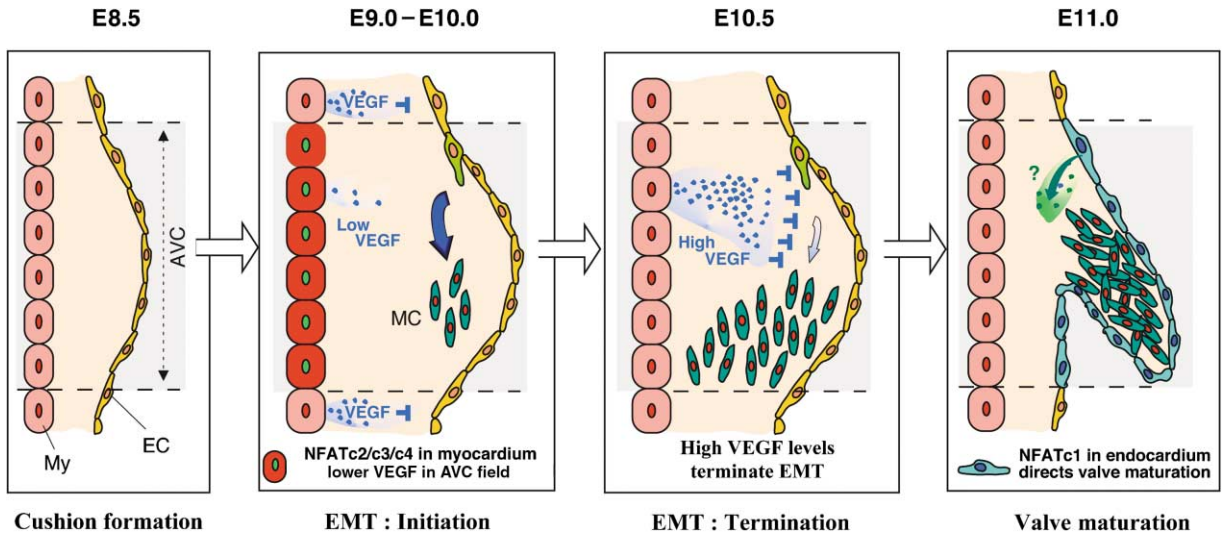 E8.5
E9.0 – E10.0
E10.5
E11.0
AVC
My
EC
VEGF
Low
VEGF
MC
VEGF
NFATc2/c3/c4 in myocardium
lower VEGF in AVC field
High
VEGF
High VEGF levels
terminate EMT
?
NFATc1 in endocardium
directs valve maturation
Cushion formation
EMT : Initiation
EMT : Termination
Valve maturation